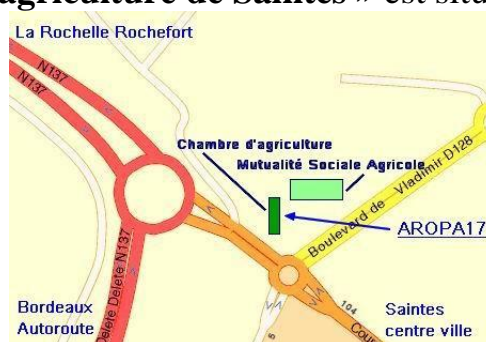 agriculture de Saintes » est situ
La Rochelle Rochefort
N137
N137
Chambre d'agriculture
Mutualité Sociale Agricole
Boulevard de Vladimir D128
AROPA17
Delete Delete N137
Bordeaux
Autoroute
104
Saintes
centre ville
Cour